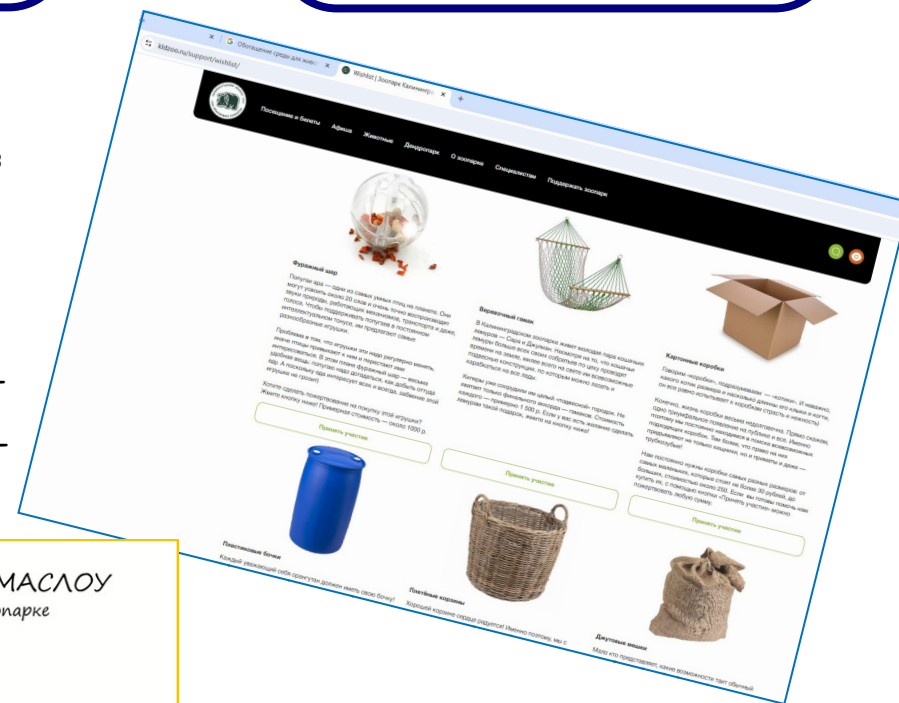 Обогащение среды для живо
Wishlist | Зоопарк Калинингра
kldzoo.ru/support/wishlist/
Посещение и билеты
Афиша
Животные
Дендропарк
О зоопарке
Специалистам
Поддержать зоопарк
Фуражный шар
Попугаи ара — одни из самых умных птиц на планете. Они
могут усвоить около 20 слов и очень точно воспроизводят
звуки природы, работающих механизмов, транспорта и даже,
голоса. Чтобы поддерживать попугаев в постоянном
интеллектуальном тонусе, им предлагают самые
разнообразные игрушки.
Проблема в том, что игрушки эти надо регулярно менять,
иначе птицы привыкают к ним и перестают ими
интересоваться. В этом плане фуражный шар — весьма
удобная вещь: попугаю надо догадаться, как добыть оттуда
еду. А поскольку еда интересует всех и всегда, забвение этой
игрушке не грозит)
Хотите сделать пожертвование на покупку этой игрушки?
Жмите кнопку ниже! Примерная стоимость — около 1000 р.
Принять участие
Веревочный гамак
В Калининградском зоопарке живет молодая пара кошачьих
лемуров — Сара и Джулиан. Несмотря на то, что кошачьи
лемуры больше всех своих собратьев по цеху проводят
времени на земле, милее всего на свете им всевозможные
подвесные конструкции, по которым можно лазать и
карабкаться на все лады.
Киперы уже соорудили им целый «подвесной» городок. Не
хватает только финального аккорда — гамаков. Стоимость
каждого — примерно 1 500 р. Если у вас есть желание сделать
лемурам такой подарок, жмите на кнопку ниже!
Принять участие
Картонные коробки
Говорим «коробки», подразумеваем — «котики». И неважно,
какого котик размера и насколько длинны его клыки и когти,
он все равно испытывает к коробкам страсть и нежность)
Конечно, жизнь коробки весьма недолговечна. Прямо скажем,
одно триумфальное появление на публике и все. Именно
поэтому мы постоянно находимся в поиске всевозможных
подходящих коробок. Тем более, что право на них
предъявляют не только хищники, но и приматы и даже —
трубкозубые!
Нам постоянно нужны коробки самых разных размеров: от
самых маленьких, которые стоят не более 30 рублей, до
больших, стоимостью около 250. Если вы готовы помочь нам
купить их, с помощью кнопки «Принять участие» можно
пожертвовать любую сумму.
Принять участие
Пластиковые бочки
Каждый уважающий себя орангутан должен иметь свою бочку!
Плетёные корзины
Хорошей корзине сердце радуется! Именно поэтому, мы с
Джутовые мешки
Мало кто представляет, какие возможности таит обычный
в
МАСЛОУ
опарке